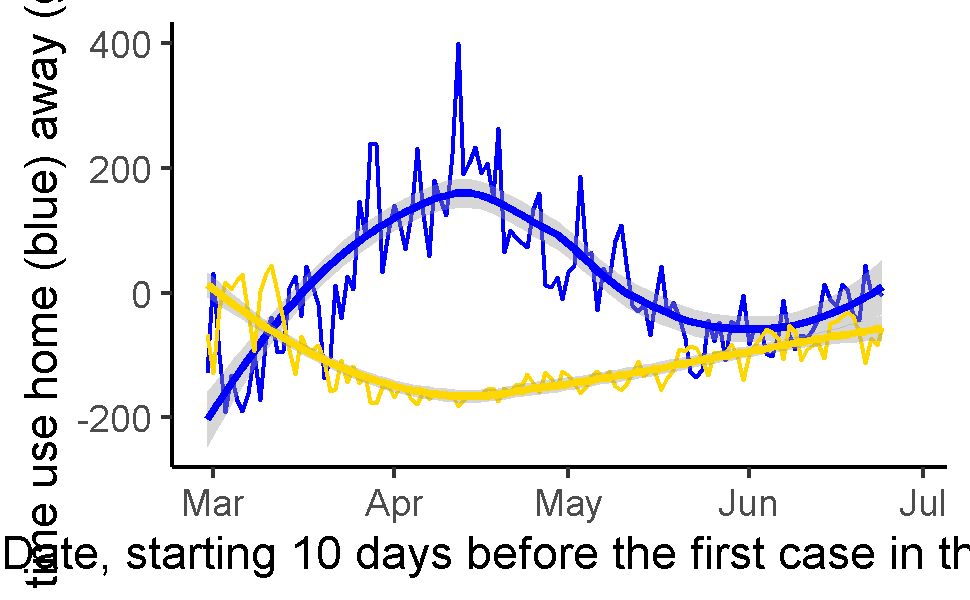 400
200
0
-200
time use home (blue) away (
Mar Apr May Jun Jul
Date, starting 10 days before the first case in th